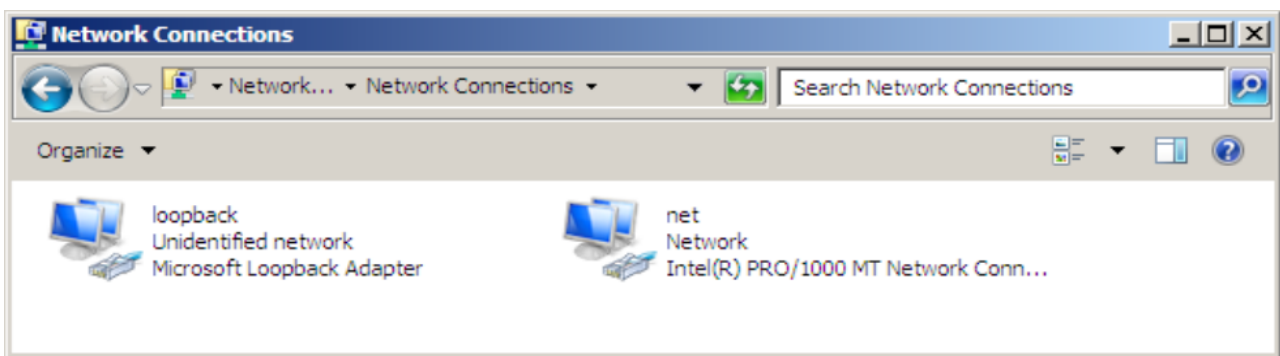 Network Connections
Network... Network Connections
Search Network Connections
Organize
loopback
Unidentified network
Microsoft Loopback Adapter
net
Network
Intel(R) PRO/1000 MT Network Conn...